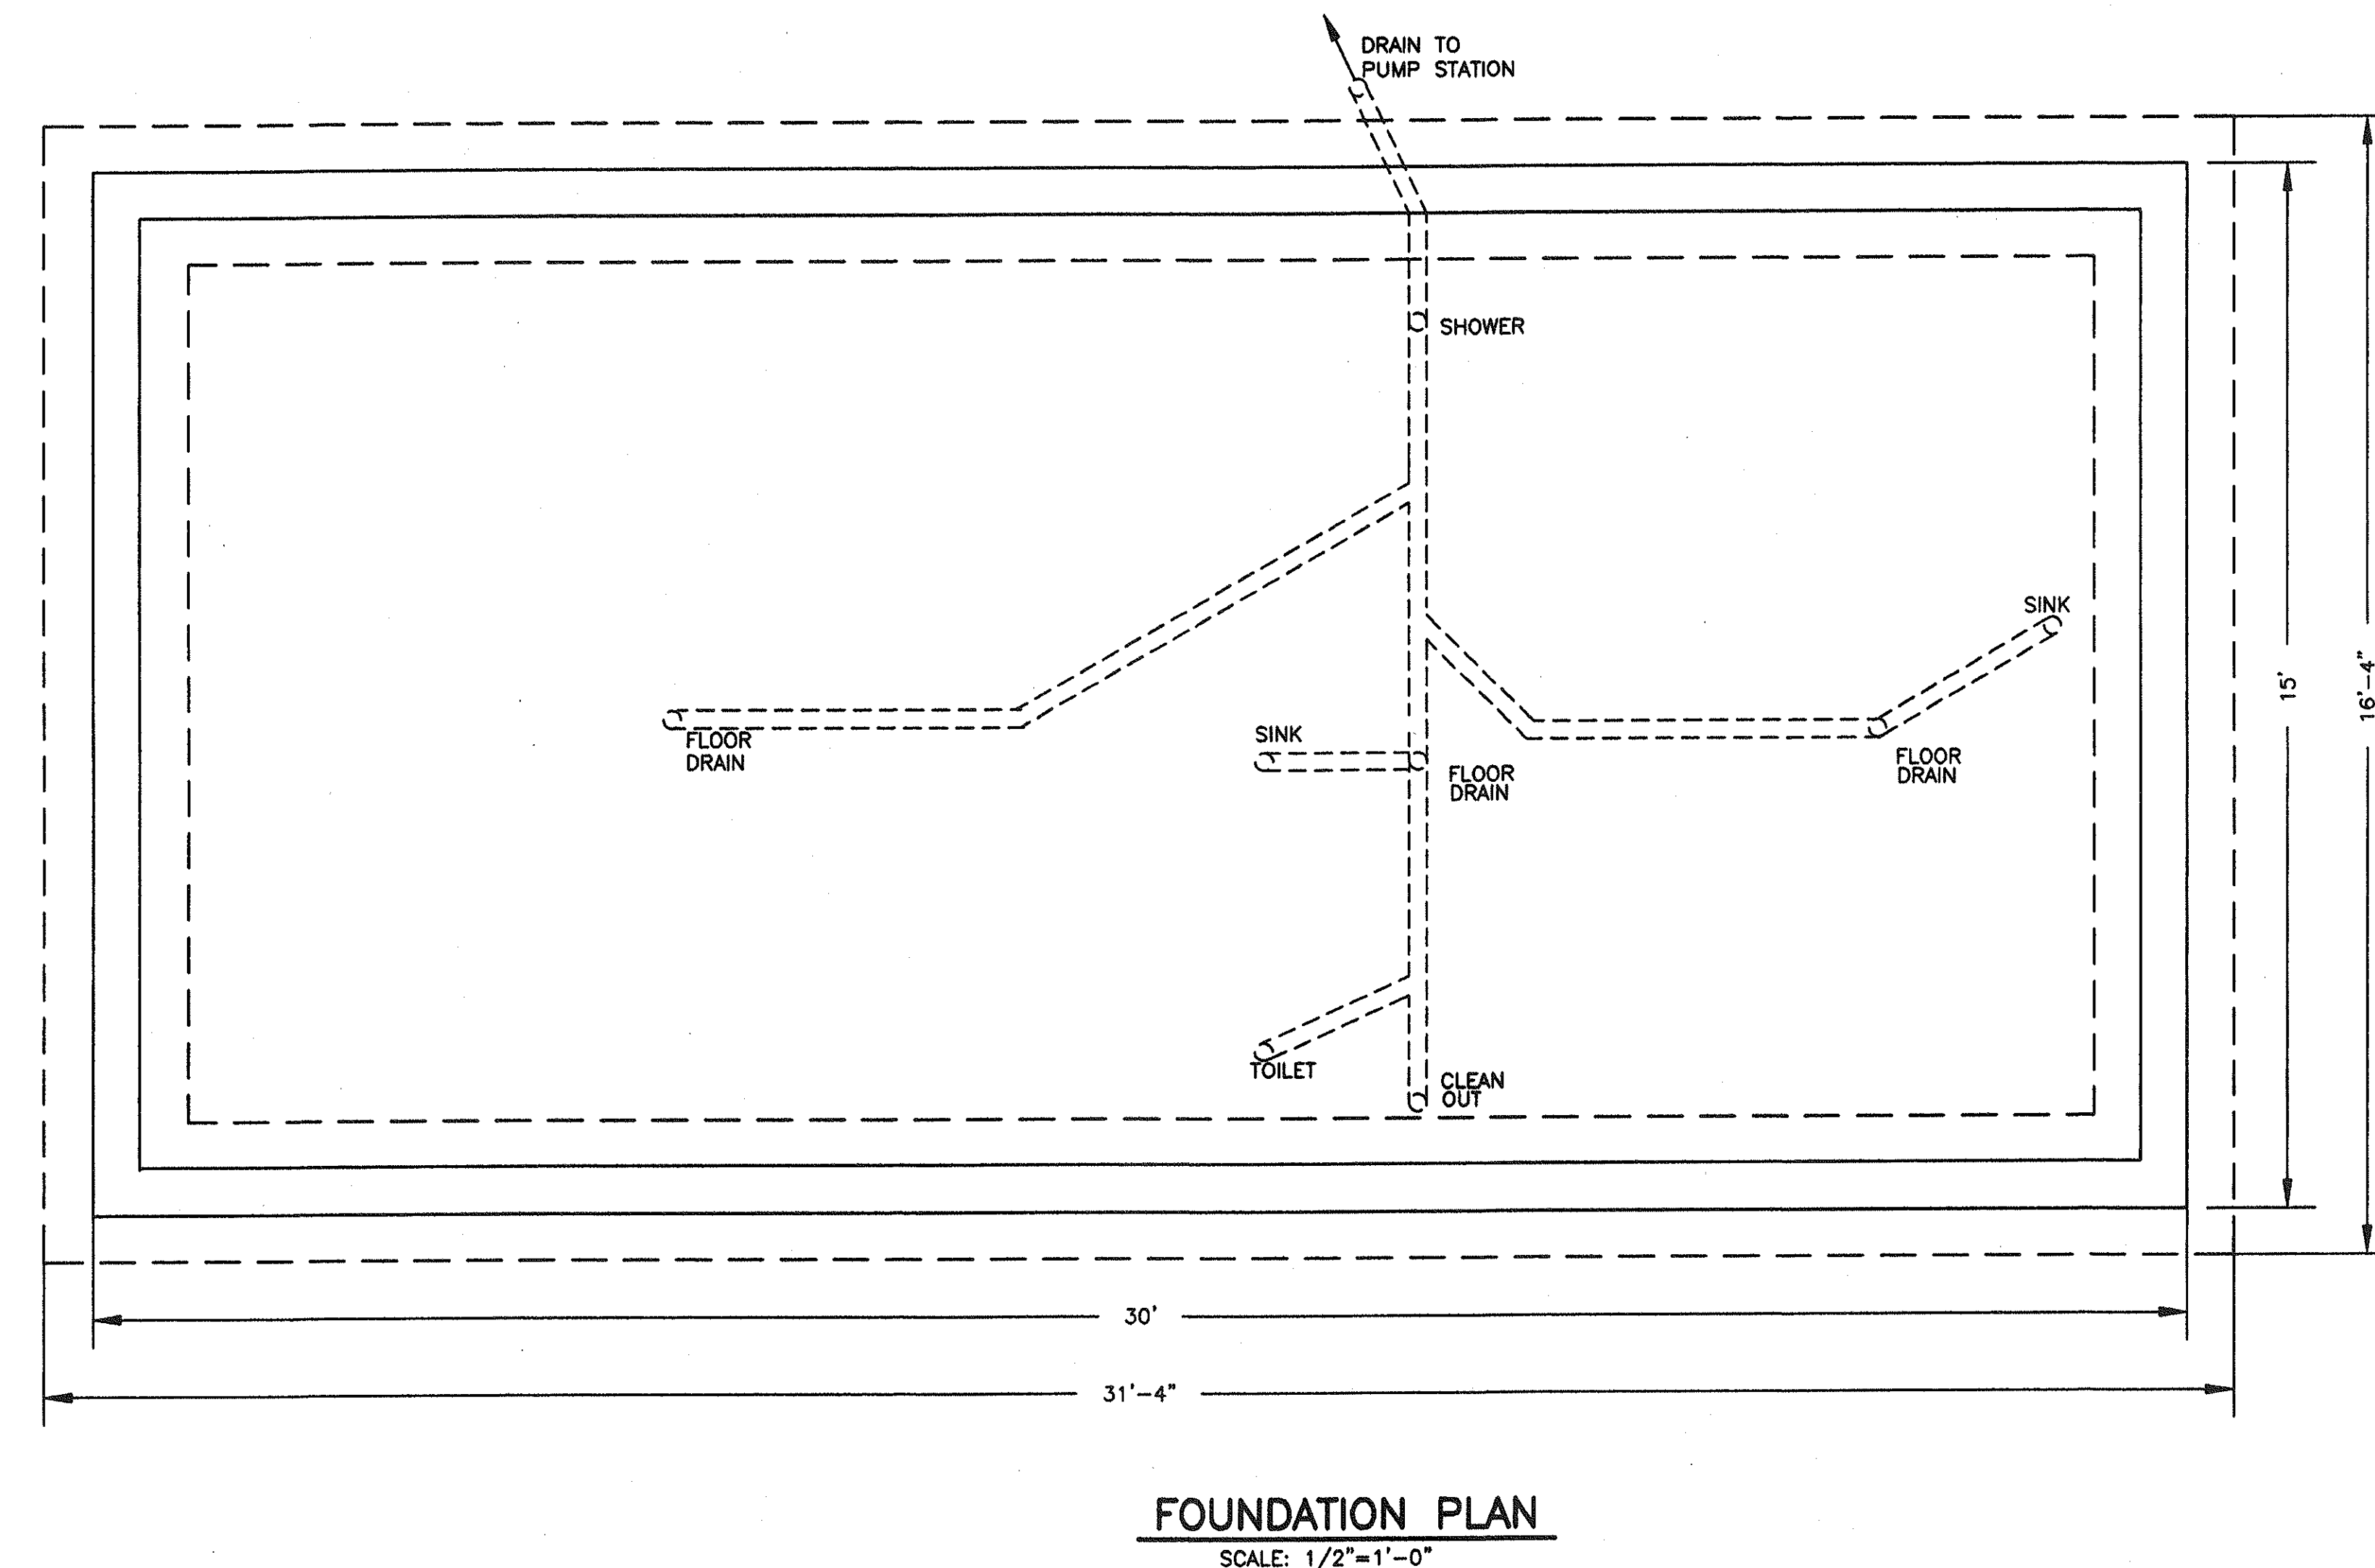 DRAIN TO
PUMP STATION
SHOWER
SINK
FLOOR
DRAIN
SINK
FLOOR
DRAIN
FLOOR
DRAIN
15'
16'-4"
TOILET
CLEAN
OUT
30'
31'-4"
FOUNDATION PLAN
SCALE: 1/2"=1'-0"